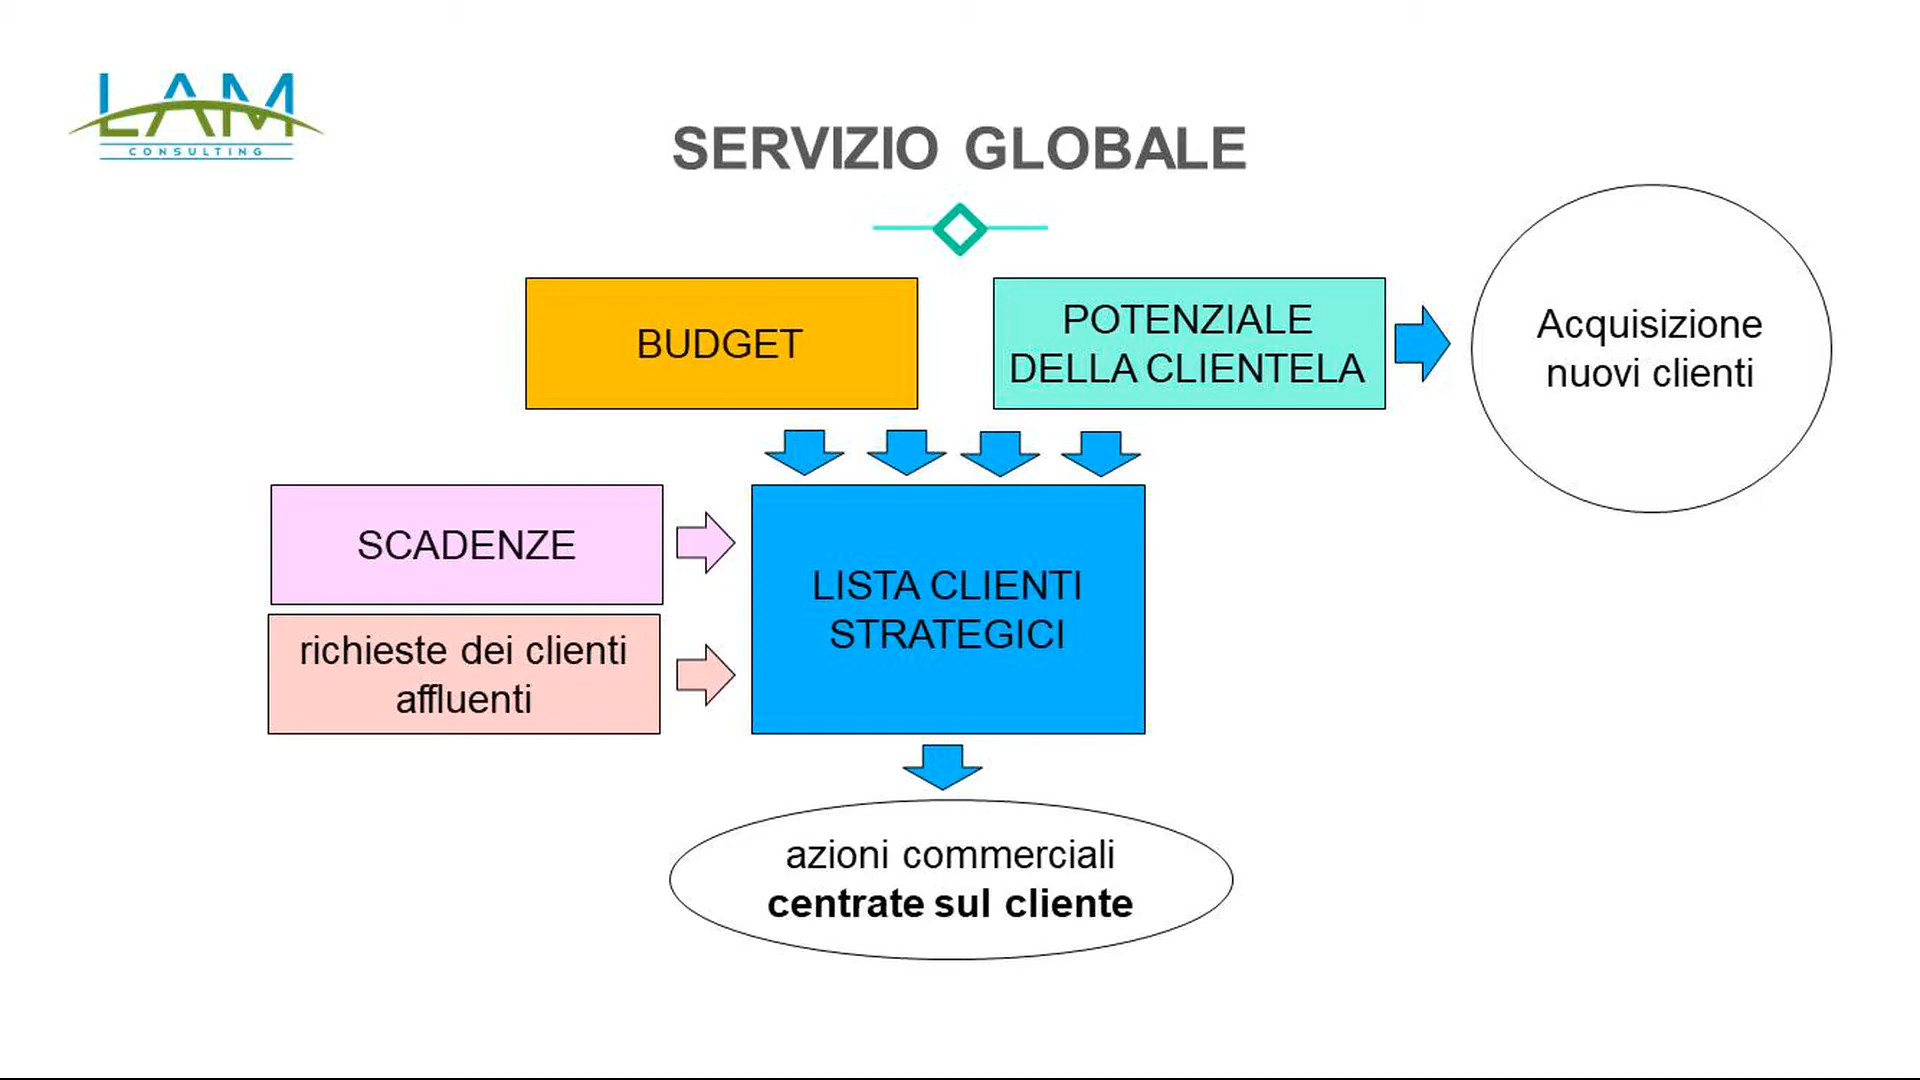 LAM
CONSULTING
SERVIZIO GLOBALE
BUDGET
POTENZIALE
DELLA CLIENTELA
Acquisizione
nuovi clienti
SCADENZE
richieste dei clienti
affluenti
LISTA CLIENTI
STRATEGICI
azioni commerciali
centrate sul cliente